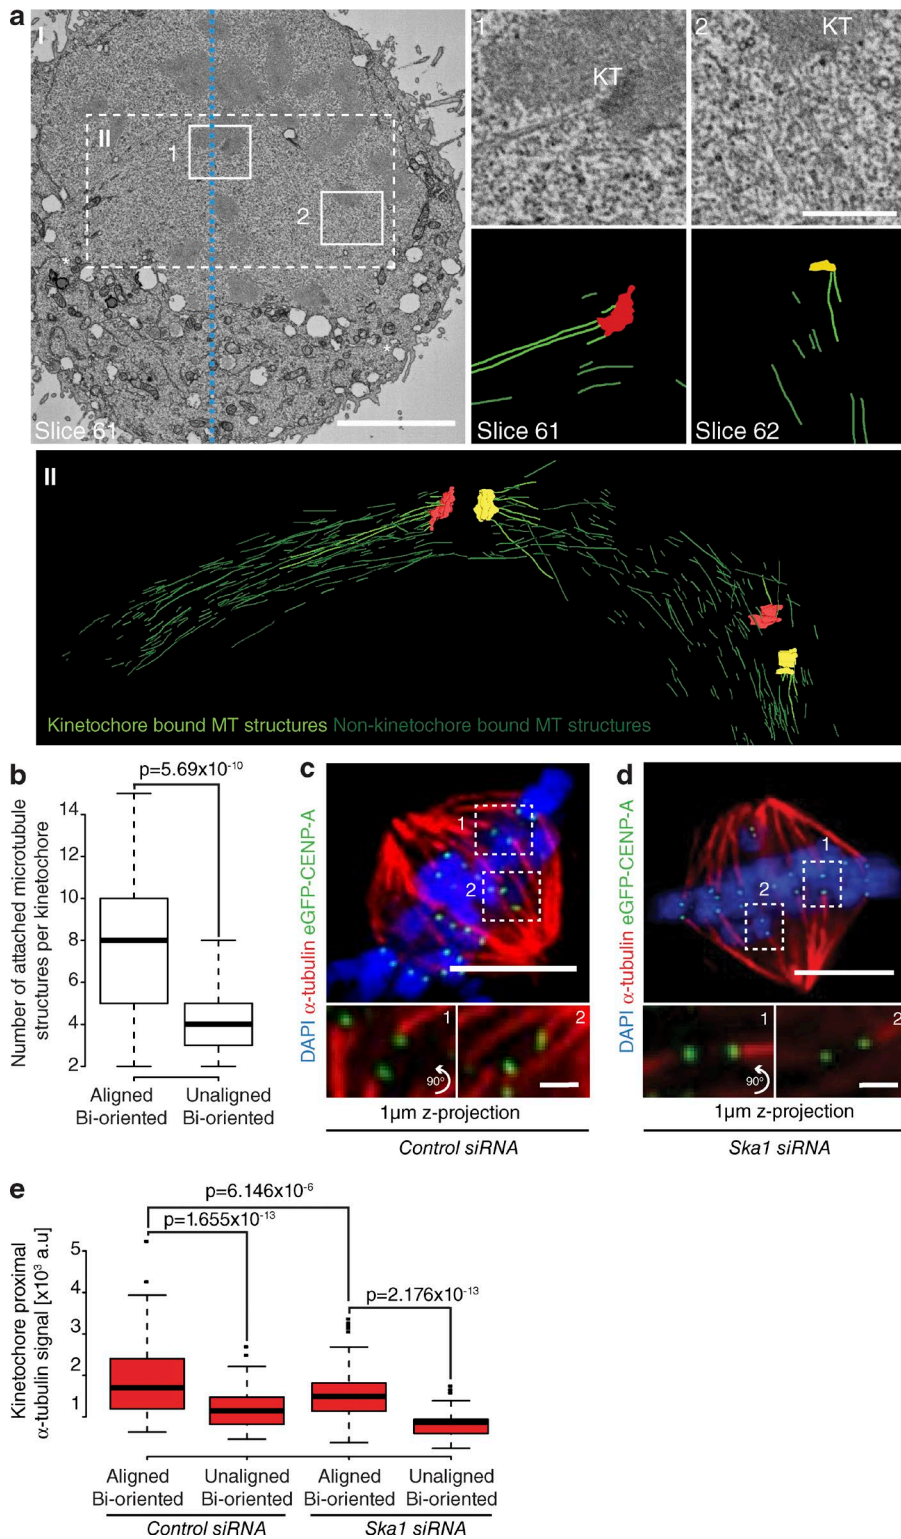 a
I
II
1
2
*
*
Slice 61
1
KT
2
KT
Slice 61
Slice 62
II
Kinetochore bound MT structures Non-kinetochore bound MT structures
b
p=5.69x10⁻¹⁰
Number of attached microtubule
structures per kinetochore
14
12
10
8
6
4
2
Aligned
Bi-oriented
Unaligned
Bi-oriented
c
DAPI α-tubulin eGFP-CENP-A
1
2
1
90°
2
1µm z-projection
Control siRNA
d
DAPI α-tubulin eGFP-CENP-A
1
2
1
90°
2
1µm z-projection
Ska1 siRNA
e
p=6.146x10⁻⁶
p=1.655x10⁻¹³
p=2.176x10⁻¹³
Kinetochore proximal
α-tubulin signal [x10³ a.u]
5
4
3
2
1
Aligned
Bi-oriented
Unaligned
Bi-oriented
Aligned
Bi-oriented
Unaligned
Bi-oriented
Control siRNA
Ska1 siRNA